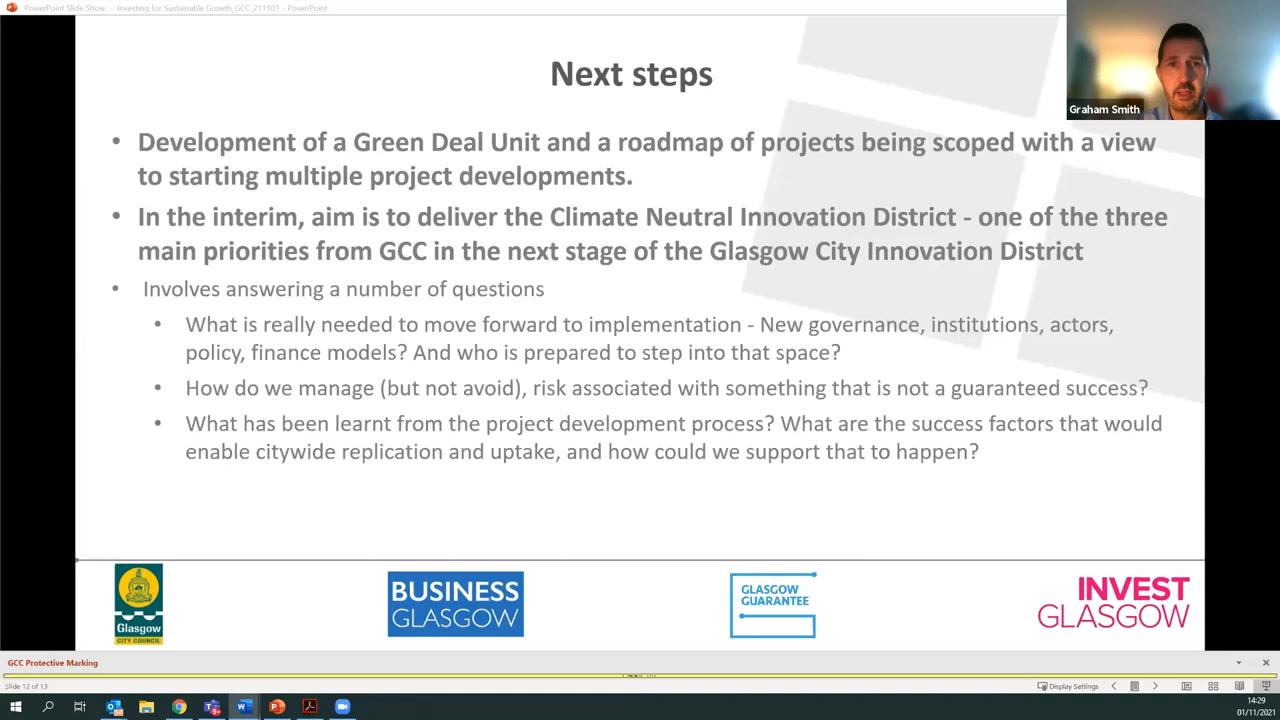 PowerPoint Slide Show - Investing for Sustainable Growth_GCC_211101 - PowerPoint
Next steps
Graham Smith
• Development of a Green Deal Unit and a roadmap of projects being scoped with a view
to starting multiple project developments.
• In the interim, aim is to deliver the Climate Neutral Innovation District - one of the three
main priorities from GCC in the next stage of the Glasgow City Innovation District
• Involves answering a number of questions
• What is really needed to move forward to implementation - New governance, institutions, actors,
policy, finance models? And who is prepared to step into that space?
• How do we manage (but not avoid), risk associated with something that is not a guaranteed success?
• What has been learnt from the project development process? What are the success factors that would
enable citywide replication and uptake, and how could we support that to happen?
Glasgow
CITY COUNCIL
BUSINESS
GLASGOW
GLASGOW
GUARANTEE
INVEST
GLASGOW
GCC Protective Marking
Slide 12 of 13
Display Settings
14:29
01/11/2021